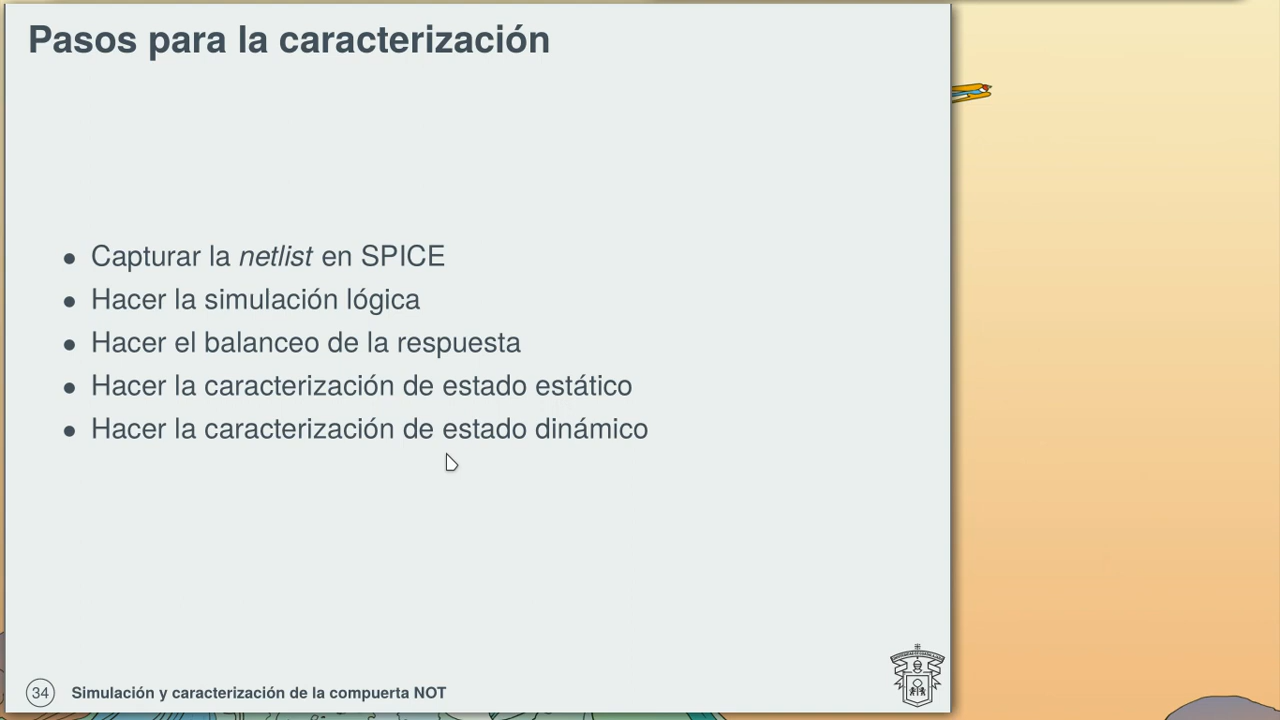 Pasos para la caracterización
• Capturar la netlist en SPICE
• Hacer la simulación lógica
• Hacer el balanceo de la respuesta
• Hacer la caracterización de estado estático
• Hacer la caracterización de estado dinámico
34 Simulación y caracterización de la compuerta NOT